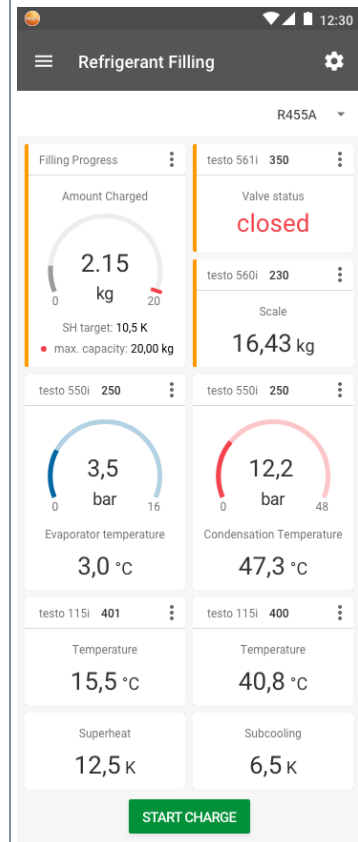 12:30
Refrigerant Filling
R455A
Filling Progress
Amount Charged
2.15
kg
0 20
SH target: 10,5 K
max. capacity: 20,00 kg
testo 561i 350
Valve status
closed
testo 560i 230
Scale
16,43 kg
testo 550i 250
3,5
bar
0 16
Evaporator temperature
3,0 °C
testo 550i 250
12,2
bar
0 48
Condensation Temperature
47,3 °C
testo 115i 401
Temperature
15,5 °C
testo 115i 400
Temperature
40,8 °C
Superheat
12,5 K
Subcooling
6,5 K
START CHARGE